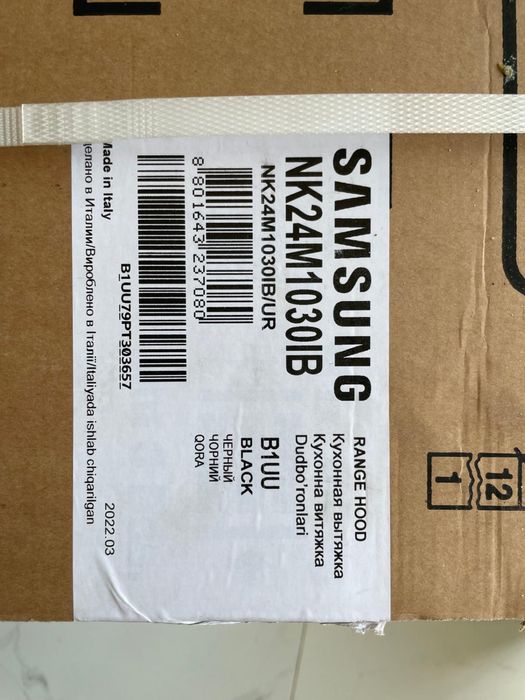 SAMSUNG
NK24M1030IB
NK24M1030IB/UR
8 801643 237080
B1UU79PT303657
Made in Italy
делано в Италии/Вироблено в Італії/Italiyada ishlab chiqarilgan
RANGE HOOD
Кухонная вытяжка
Кухонна витяжка
Dudbo'ronlari
B1UU
BLACK
ЧЕРНЫЙ
ЧОРНИЙ
QORA
2022.03
12
1